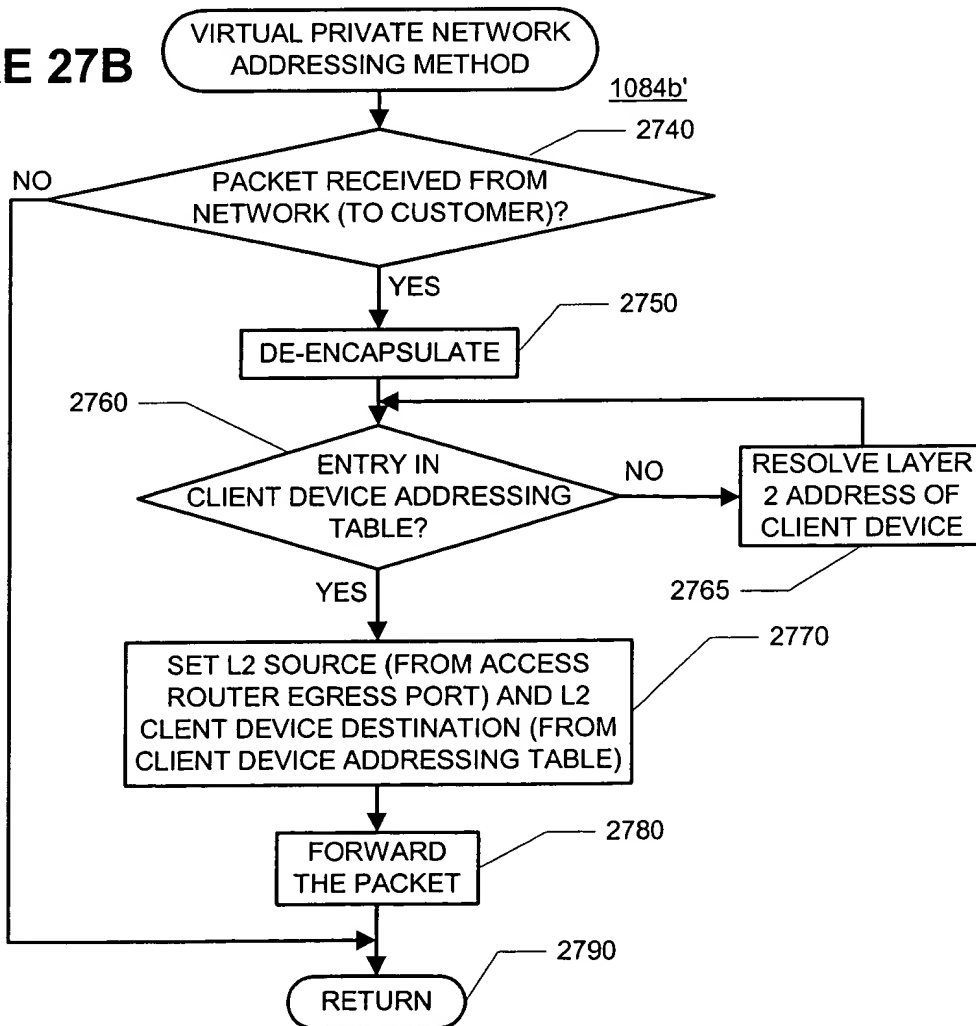 VIRTUAL PRIVATE NETWORK
ADDRESSING METHOD
E 27B
1084b'
2740
NO
PACKET RECEIVED FROM
NETWORK (TO CUSTOMER)?
YES
2750
DE-ENCAPSULATE
2760
ENTRY IN
CLIENT DEVICE ADDRESSING
TABLE?
NO
RESOLVE LAYER
2 ADDRESS OF
CLIENT DEVICE
2765
YES
2770
SET L2 SOURCE (FROM ACCESS
ROUTER EGRESS PORT) AND L2
CLENT DEVICE DESTINATION (FROM
CLIENT DEVICE ADDRESSING TABLE)
2780
FORWARD
THE PACKET
2790
RETURN